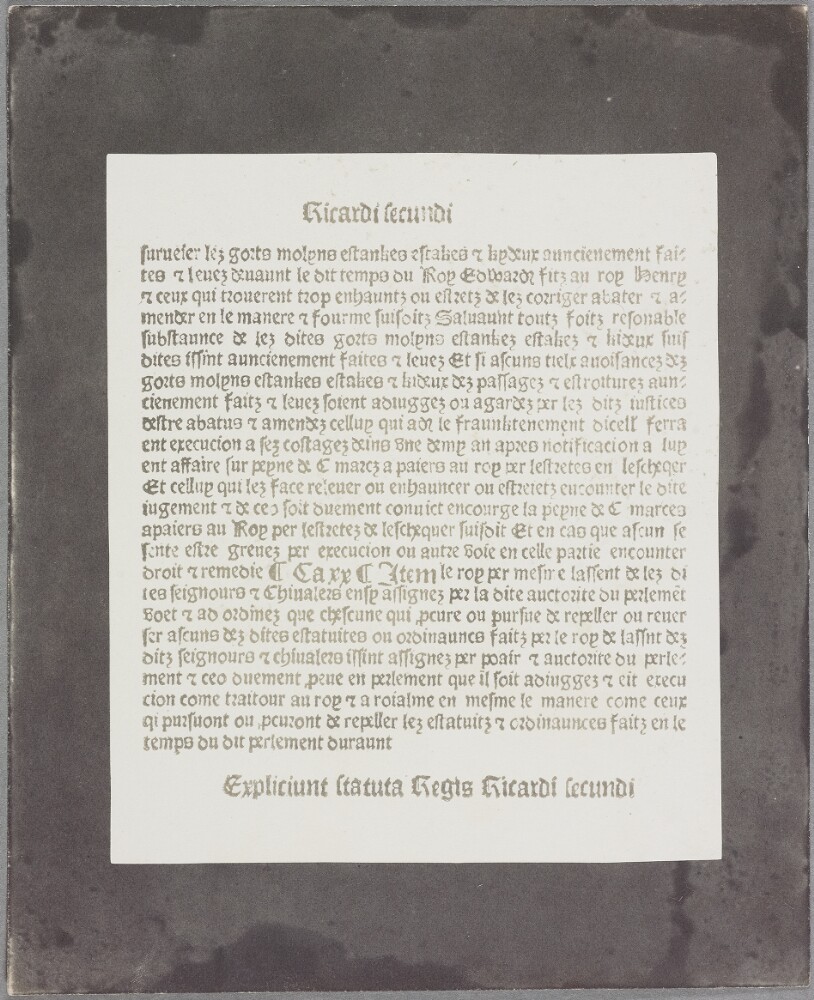 Ricardi secundi
surueier lez gorts molyns estankes estakes ⁊ kydeux auncienement fai-
tes ⁊ leuez deuaunt le dit temps du Roy Edwardz fitz au roy Henry
⁊ ceux qui trouerent trop enhauntz ou estretz de lez corriger abater ⁊ a-
mender en le manere ⁊ fourme suisoitz Saluaunt toutz foitz resonable
substaunce de lez dites gorts molyns estankez estakez ⁊ kideux suis
dites issint auncienement faites ⁊ leuez Et si ascuns tielx anoisancez dez
gorts molyns estankes estakes ⁊ kideux dez passagez ⁊ estroiturez aun-
cienement faitz ⁊ leuez soient adiuggez ou agardez per lez ditz iustices
destre abatus ⁊ amendez celluy qui ade le fraunktenement dicell ferra
ent execucion a sez costagez deins vne demy an apres notificacion a luy
ent affaire sur peyne de C marcz a paiers au roy per lestretes en lescheqer
Et celluy qui lez face releuer ou enhauncer ou estreietz encounter le dite
iugement ⁊ de ceo soit duement conuict encourge la peyne de C marces
apaiers au Roy per lestretez de leschequer suisdit Et en cas que ascun se
sente estre greuez per execucion ou autre voie en celle partie encounter
droit ⁊ remedie ¶ Ca xx ¶ Item le roy per mesme lassent de lez di
tes seignours ⁊ Chiualers ensy assignez per la dite auctorite du perlemēt
voet ⁊ ad ordinez que chescune qui ꝓcure ou pursue de repeller ou reuer
ser ascuns dez dites estatuites ou ordinaunces faitz per le roy de lassnt dez
ditz seignours ⁊ chiualers issint assignez per poair ⁊ auctorite du perle-
ment ⁊ ceo duement ꝓeue en perlement que il soit adiuggez ⁊ eit execu
cion come traitour au roy ⁊ a roialme en mesme le manere come ceux
qi pursuont ou ꝓcuront de repeller lez estatuitz ⁊ ordinaunces faitz en le
temps du dit perlement duraunt
Expliciunt statuta Regis Ricardi secundi